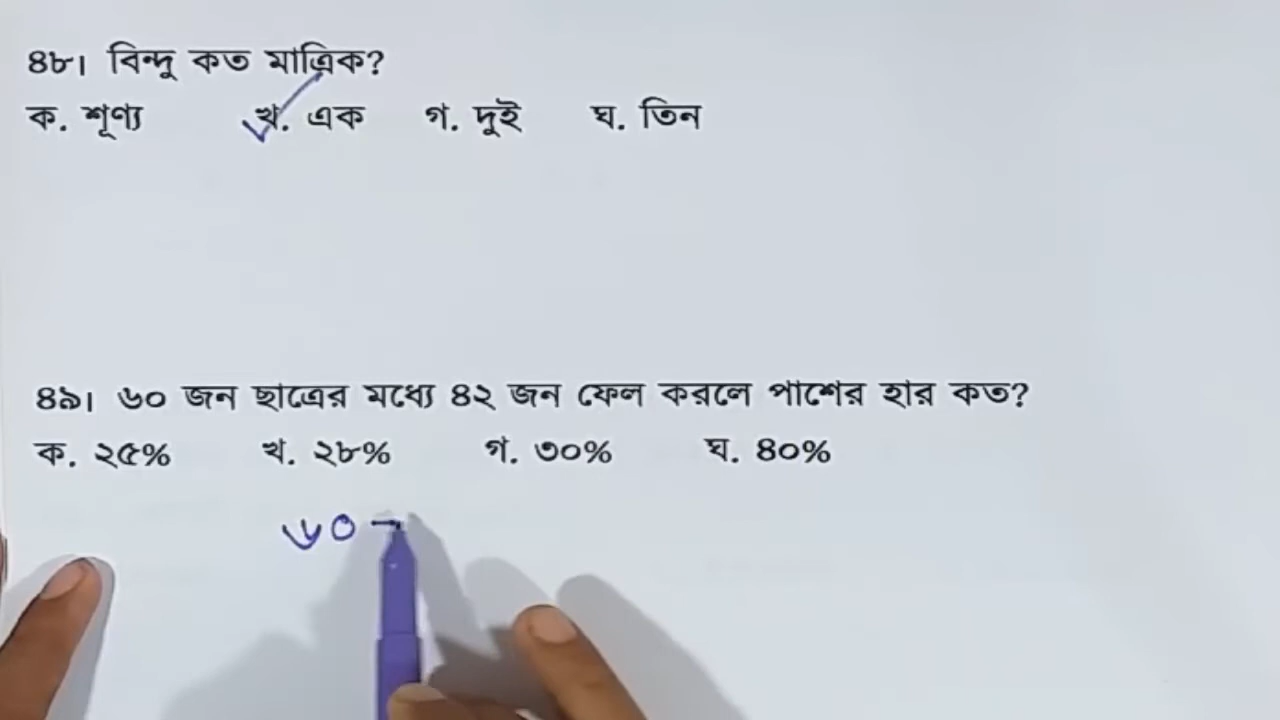 ৪৮। বিন্দু কত মাত্রিক?
ক. শূণ্য খ. এক গ. দুই ঘ. তিন
৪৯। ৬০ জন ছাত্রের মধ্যে ৪২ জন ফেল করলে পাশের হার কত?
ক. ২৫% খ. ২৮% গ. ৩০% ঘ. ৪০%
৬০ -